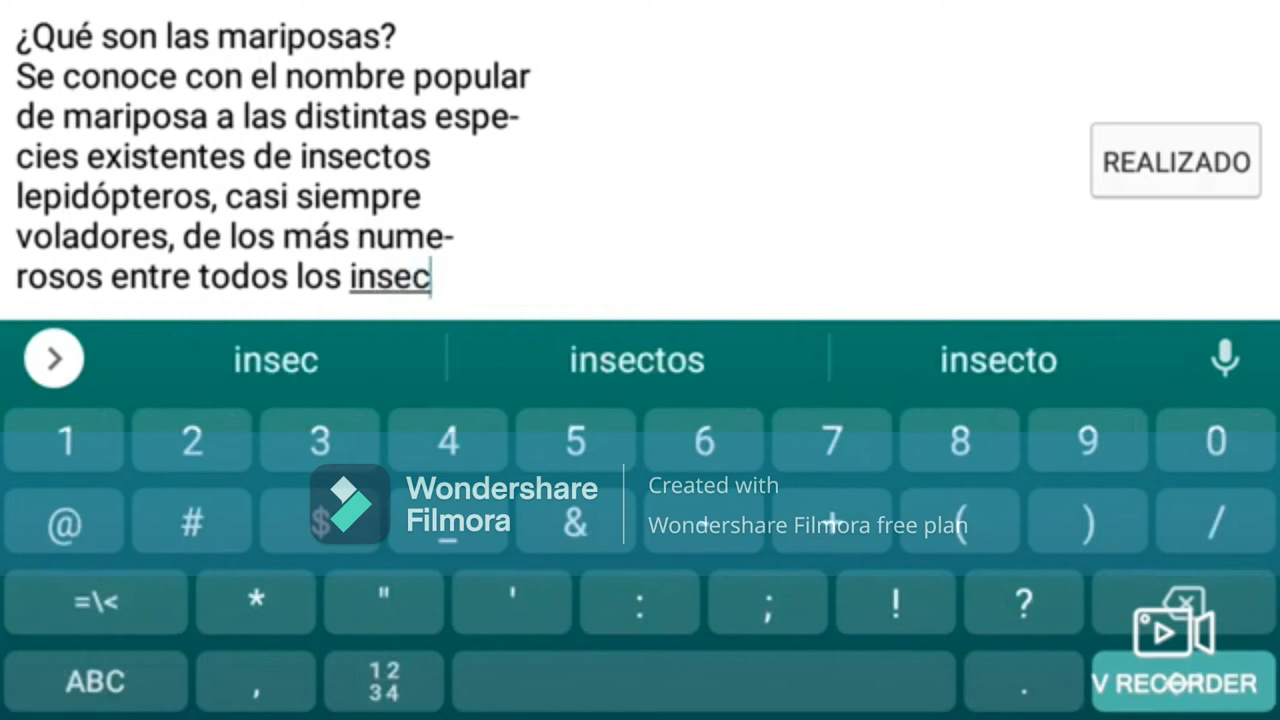 ¿Qué son las mariposas?
Se conoce con el nombre popular
de mariposa a las distintas espe-
cies existentes de insectos
lepidópteros, casi siempre
voladores, de los más nume-
rosos entre todos los insec
REALIZADO
insec insectos insecto
1 2 3 4 5 6 7 8 9 0
Wondershare
Filmora
Created with
Wondershare Filmora free plan
@ # $ _ & - + ( ) /
=\< * " ' : ; ! ?
ABC , 12 34 .
V RECORDER